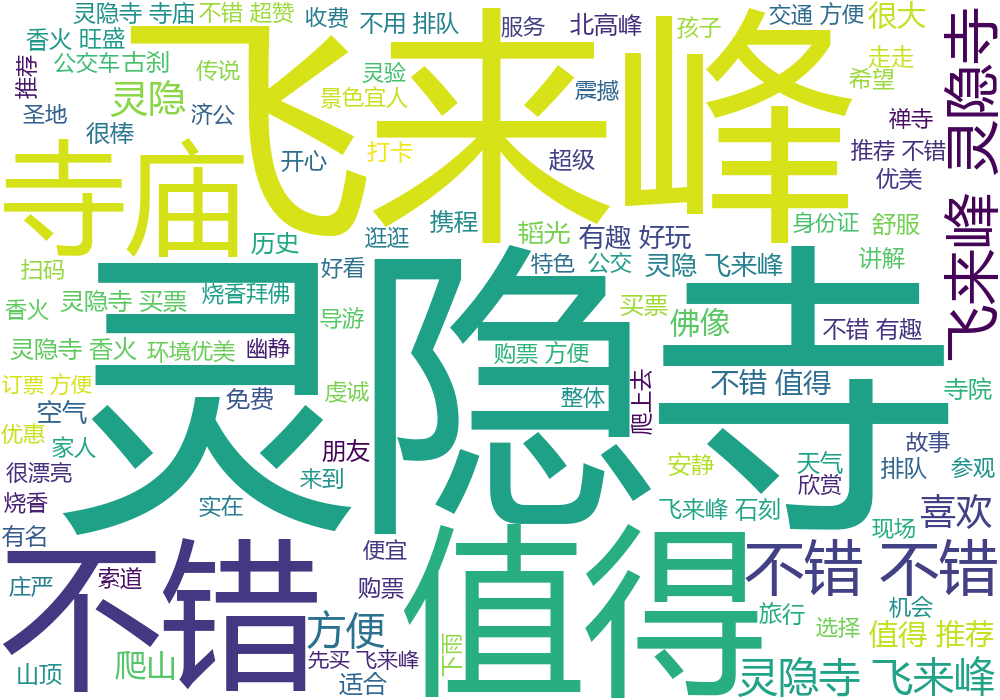 灵隐寺 寺庙
不错 超赞
收费
不用 排队
服务
北高峰
孩子
交通 方便
很大
香火 旺盛
飞来峰
灵隐寺
飞来峰 灵隐寺
公交车
古刹
传说
灵验
走走
希望
推荐
灵隐
景色宜人
震撼
圣地
济公
禅寺
很棒
开心
打卡
超级
推荐 不错
优美
寺庙
携程
身份证
舒服
历史
逛逛
韬光
有趣 好玩
讲解
扫码
好看
特色
公交
灵隐 飞来峰
烧香拜佛
香火
灵隐寺 买票
导游
买票
佛像
不错 有趣
灵隐寺 香火
环境优美
幽静
购票 方便
订票 方便
免费
虔诚
整体
爬上去
不错 值得
寺院
空气
优惠
家人
朋友
故事
很漂亮
来到
安静
天气
排队
参观
欣赏
烧香
实在
飞来峰 石刻
喜欢
有名
现场
不错
值得
便宜
不错 不错
庄严
索道
购票
机会
方便
旅行
选择
值得 推荐
下雨
山顶
爬山
先买 飞来峰
适合
灵隐寺 飞来峰